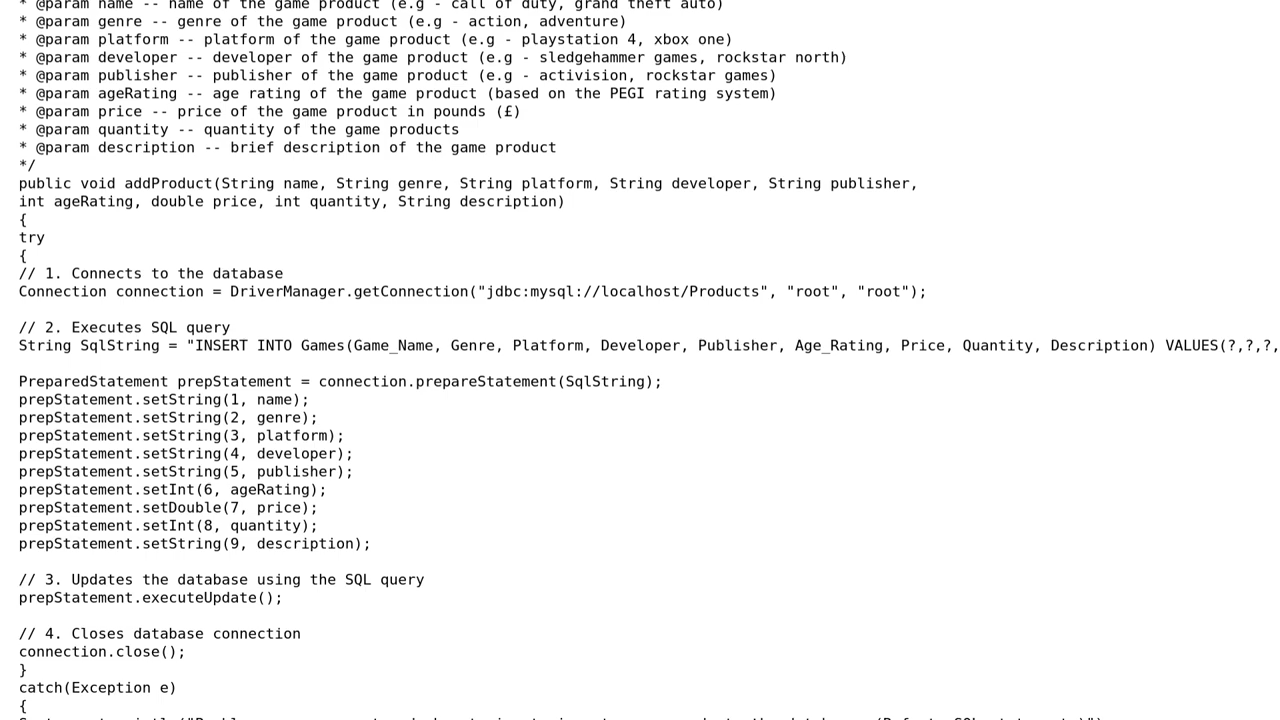 * @param name -- name of the game product (e.g - call of duty, grand theft auto)
* @param genre -- genre of the game product (e.g - action, adventure)
* @param platform -- platform of the game product (e.g - playstation 4, xbox one)
* @param developer -- developer of the game product (e.g - sledgehammer games, rockstar north)
* @param publisher -- publisher of the game product (e.g - activision, rockstar games)
* @param ageRating -- age rating of the game product (based on the PEGI rating system)
* @param price -- price of the game product in pounds (£)
* @param quantity -- quantity of the game products
* @param description -- brief description of the game product
*/
public void addProduct(String name, String genre, String platform, String developer, String publisher,
int ageRating, double price, int quantity, String description)
{
try
{
// 1. Connects to the database
Connection connection = DriverManager.getConnection("jdbc:mysql://localhost/Products", "root", "root");
// 2. Executes SQL query
String SqlString = "INSERT INTO Games(Game_Name, Genre, Platform, Developer, Publisher, Age_Rating, Price, Quantity, Description) VALUES(?,?,?,
PreparedStatement prepStatement = connection.prepareStatement(SqlString);
prepStatement.setString(1, name);
prepStatement.setString(2, genre);
prepStatement.setString(3, platform);
prepStatement.setString(4, developer);
prepStatement.setString(5, publisher);
prepStatement.setInt(6, ageRating);
prepStatement.setDouble(7, price);
prepStatement.setInt(8, quantity);
prepStatement.setString(9, description);
// 3. Updates the database using the SQL query
prepStatement.executeUpdate();
// 4. Closes database connection
connection.close();
}
catch(Exception e)
{